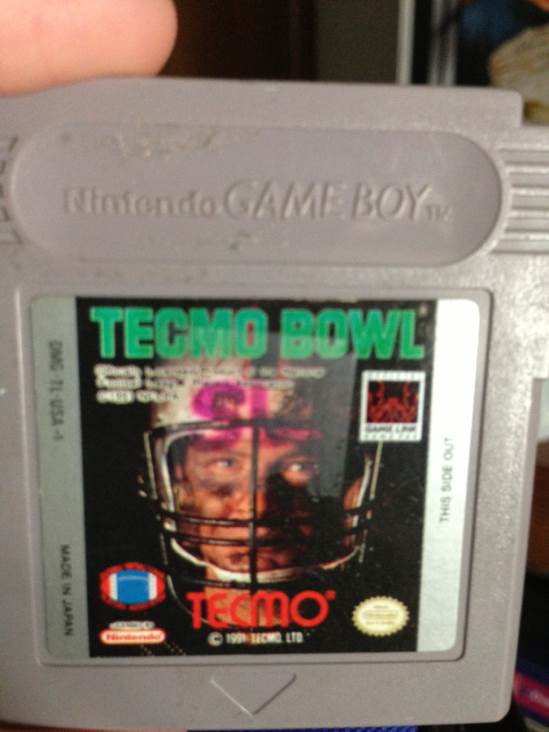 Nintendo GAME BOY TM
TECMO BOWL
GAME LINK
TECMO®
© 1991 TECMO, LTD.
Nintendo
DMG-TL-USA-1
MADE IN JAPAN
THIS SIDE OUT